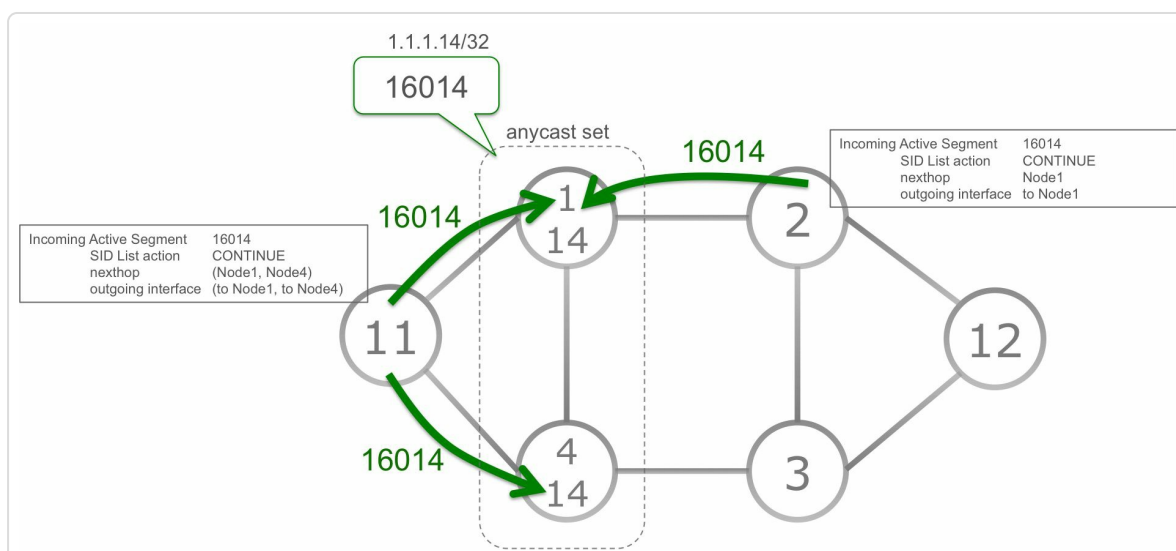 1.1.1.14/32
16014
anycast set
16014
Incoming Active Segment 16014
SID List action CONTINUE
nexthop Node1
outgoing interface to Node1
1
14
2
16014
Incoming Active Segment 16014
SID List action CONTINUE
nexthop (Node1, Node4)
outgoing interface (to Node1, to Node4)
11
12
16014
4
14
3